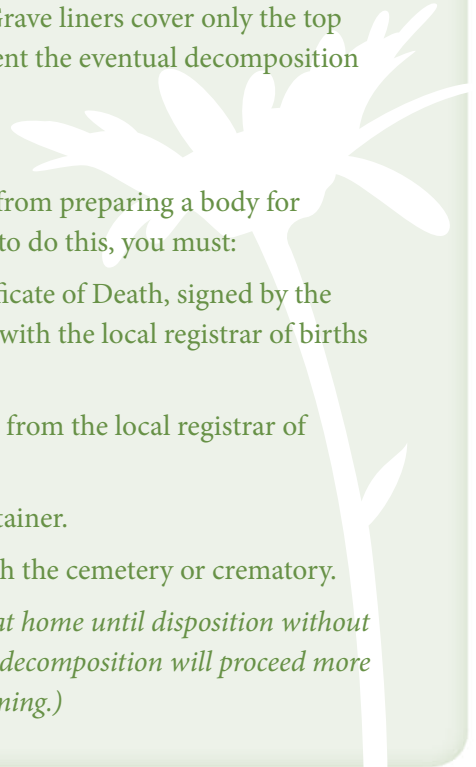 Grave liners cover only the top
ent the eventual decomposition
from preparing a body for
to do this, you must:
ficate of Death, signed by the
with the local registrar of births
from the local registrar of
tainer.
h the cemetery or crematory.
at home until disposition without
decomposition will proceed more
ning.)